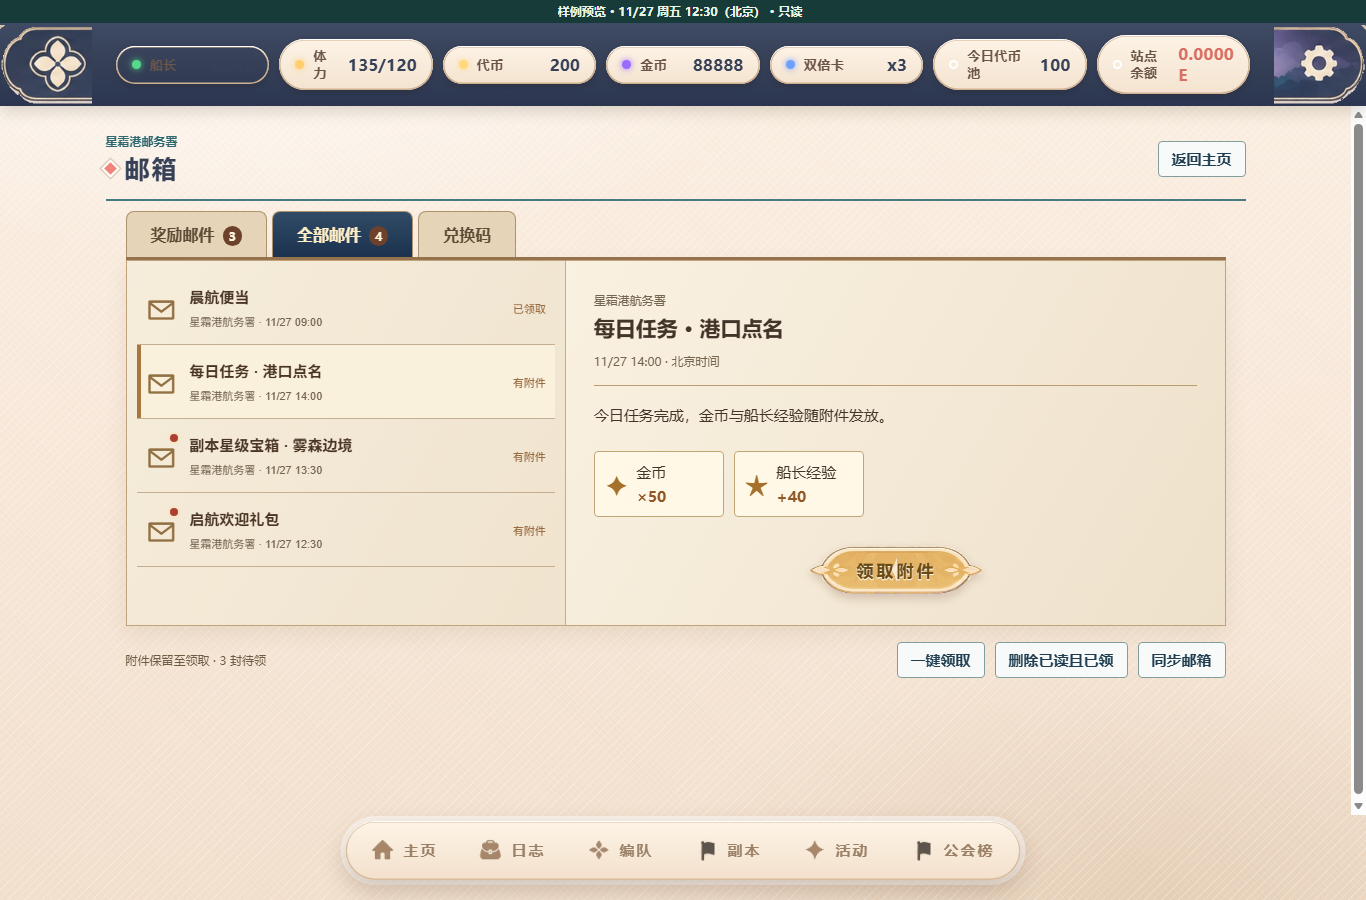 样例预览 • 11/27 周五 12:30（北京） • 只读
船长
体力 135/120
代币 200
金币 88888
双倍卡 x3
今日代币池 100
站点余额 0.0000E
星霜港邮务署
邮箱
返回主页
奖励邮件 3
全部邮件 4
兑换码
晨航便当
星霜港航务署 · 11/27 09:00
已领取
每日任务 · 港口点名
星霜港航务署 · 11/27 14:00
有附件
副本星级宝箱 · 雾森边境
星霜港航务署 · 11/27 13:30
有附件
启航欢迎礼包
星霜港航务署 · 11/27 12:30
有附件
星霜港航务署
每日任务 • 港口点名
11/27 14:00 · 北京时间
今日任务完成，金币与船长经验随附件发放。
金币
×50
船长经验
+40
领取附件
附件保留至领取 · 3 封待领
一键领取
删除已读且已领
同步邮箱
主页
日志
编队
副本
活动
公会榜